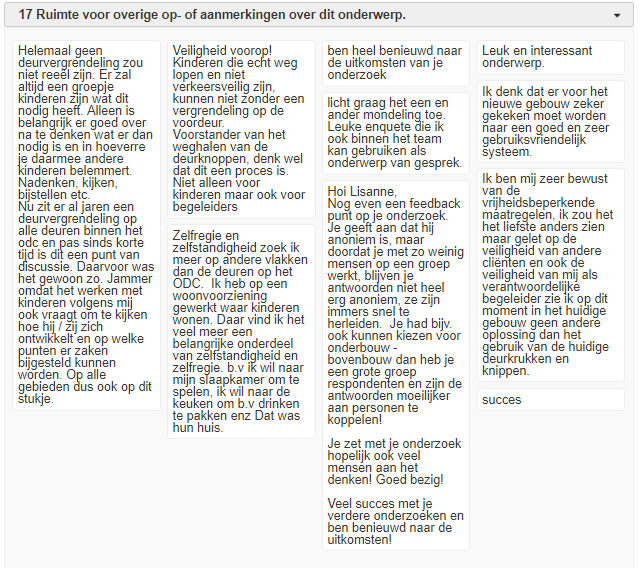 17 Ruimte voor overige op- of aanmerkingen over dit onderwerp.
Helemaal geen
deurvergrendeling zou
niet reeël zijn. Er zal
altijd een groepje
kinderen zijn wat dit
nodig heeft. Alleen is
belangrijk er goed over
na te denken wat er dan
nodig is en in hoeverre
je daarmee andere
kinderen belemmert.
Nadenken, kijken,
bijstellen etc.
Nu zit er al jaren een
deurvergrendeling op
alle deuren binnen het
odc en pas sinds korte
tijd is dit een punt van
discussie. Daarvoor was
het gewoon zo. Jammer
omdat het werken met
kinderen volgens mij
ook vraagt om te kijken
hoe hij / zij zich
ontwikkelt en op welke
punten er zaken
bijgesteld kunnen
worden. Op alle
gebieden dus ook op dit
stukje.
Veiligheid voorop!
Kinderen die echt weg
lopen en niet
verkeersveilig zijn,
kunnen niet zonder een
vergrendeling op de
voordeur.
Voorstander van het
weghalen van de
deurknoppen, denk wel
dat dit een proces is.
Niet alleen voor
kinderen maar ook voor
begeleiders
Zelfregie en
zelfstandigheid zoek ik
meer op andere vlakken
dan de deuren op het
ODC. Ik heb op een
woonvoorziening
gewerkt waar kinderen
wonen. Daar vind ik het
veel meer een
belangrijke onderdeel
van zelfstandigheid en
zelfregie. b.v ik wil naar
mijn slaapkamer om te
spelen, ik wil naar de
keuken om b.v drinken
te pakken enz Dat was
hun huis.
ben heel benieuwd naar
de uitkomsten van je
onderzoek
licht graag het een en
ander mondeling toe.
Leuke enquete die ik
ook binnen het team
kan gebruiken als
onderwerp van gesprek.
Hoi Lisanne,
Nog even een feedback
punt op je onderzoek.
Je geeft aan dat hij
anoniem is, maar
doordat je met zo weinig
mensen op een groep
werkt, blijven je
antwoorden niet heel
erg anoniem, ze zijn
immers snel te
herleiden. Je had bijv.
ook kunnen kiezen voor
onderbouw -
bovenbouw dan heb je
een grote groep
respondenten en zijn de
antwoorden moeilijker
aan personen te
koppelen!
Je zet met je onderzoek
hopelijk ook veel
mensen aan het
denken! Goed bezig!
Veel succes met je
verdere onderzoeken en
ben benieuwd naar de
uitkomsten!
Leuk en interessant
onderwerp.
Ik denk dat er voor het
nieuwe gebouw zeker
gekeken moet worden
naar een goed en zeer
gebruiksvriendelijk
systeem.
Ik ben mij zeer bewust
van de
vrijheidsbeperkende
maatregelen, ik zou het
het liefste anders zien
maar gelet op de
veiligheid van andere
cliënten en ook de
veiligheid van mij als
verantwoordelijke
begeleider zie ik op dit
moment in het huidige
gebouw geen andere
oplossing dan het
gebruik van de huidige
deurkrukken en
knippen.
succes